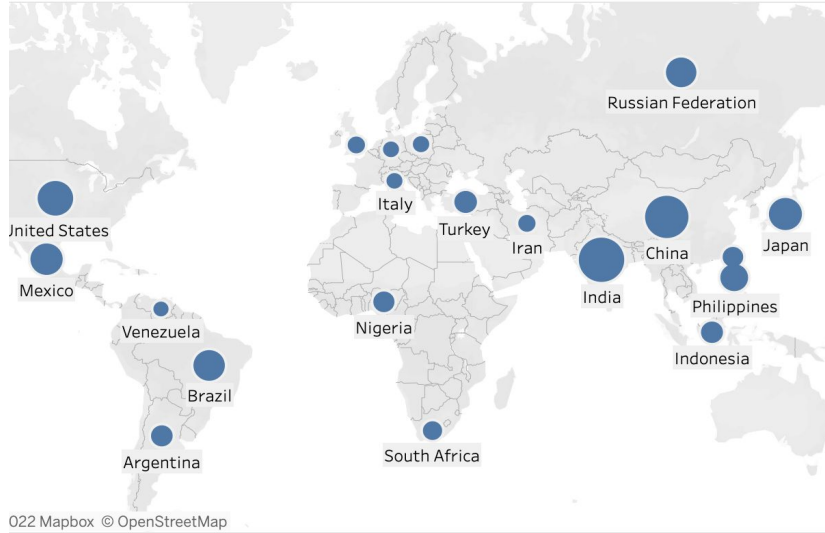 Russian Federation
Italy
Turkey
Iran
China
Japan
United States
Mexico
India
Philippines
Venezuela
Nigeria
Indonesia
Brazil
Argentina
South Africa
022 Mapbox © OpenStreetMap